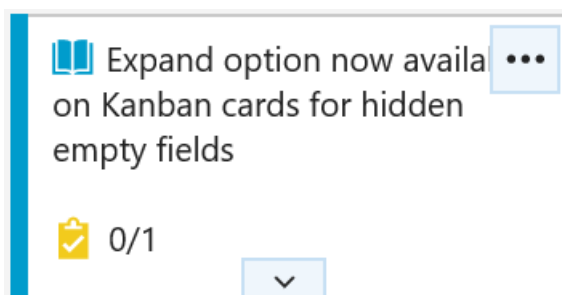 Expand option now availa
on Kanban cards for hidden
empty fields
0/1